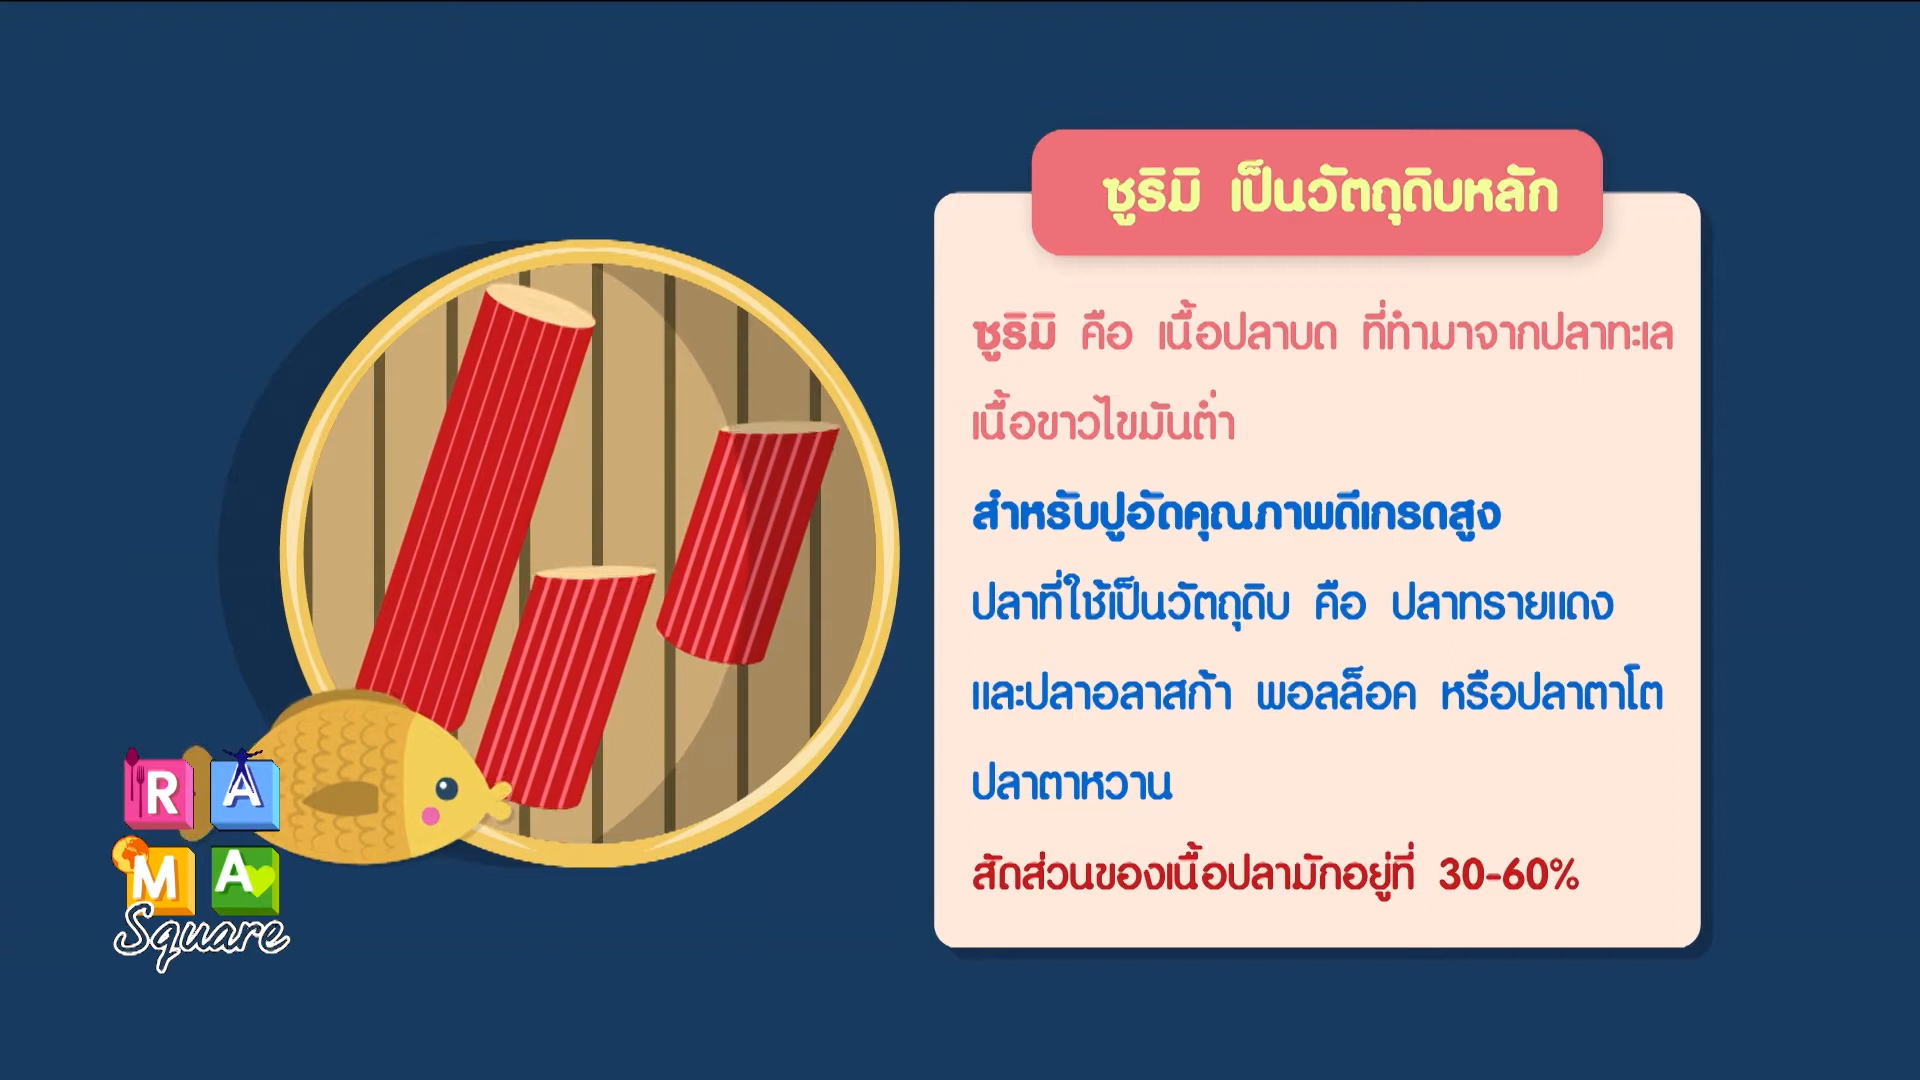 ซูริมิ เป็นวัตถุดิบหลัก
ซูริมิ คือ เนื้อปลาบด ที่ทำมาจากปลาทะเล
เนื้อขาวไขมันต่ำ
สำหรับปูอัดคุณภาพดีเกรดสูง
ปลาที่ใช้เป็นวัตถุดิบ คือ ปลาทรายแดง
และปลาอลาสก้า พอลล็อค หรือปลาตาโต
ปลาตาหวาน
สัดส่วนของเนื้อปลามักอยู่ที่ 30-60%
RA
MA
Square